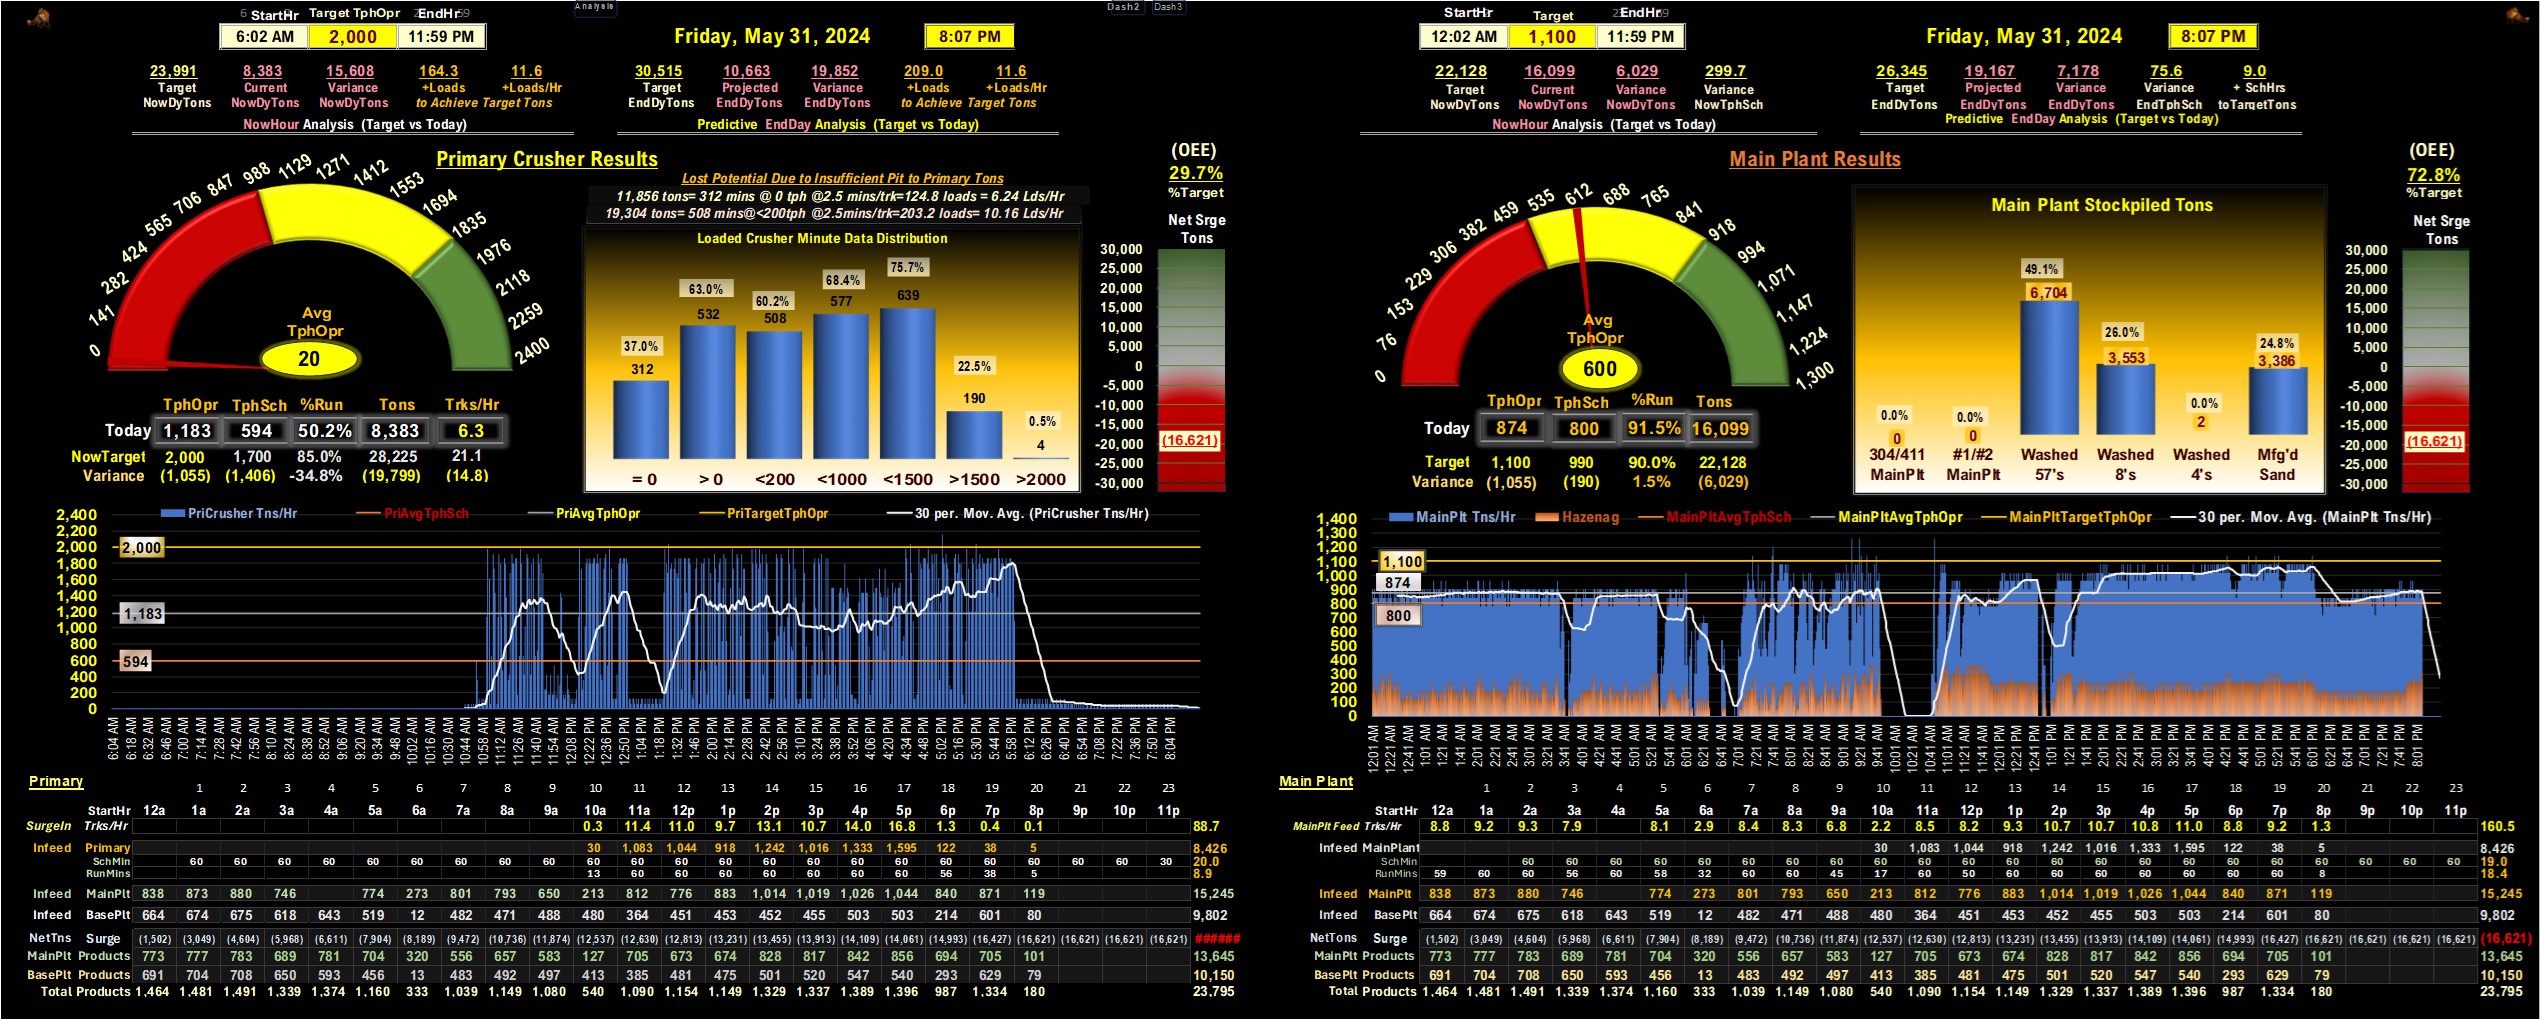 StartHr Target TphOpr EndHr
6:02 AM 2,000 11:59 PM
Analysis
Dash2 Dash3
Friday, May 31, 2024 8:07 PM
23,991 8,383 15,608 164.3 11.6
Target Current Variance +Loads +Loads/Hr
NowDyTons NowDyTons NowDyTons to Achieve Target Tons
NowHour Analysis (Target vs Today)
30,515 10,663 19,852 209.0 11.6
Target Projected Variance +Loads +Loads/Hr
EndDyTons EndDyTons EndDyTons to Achieve Target Tons
Predictive EndDay Analysis (Target vs Today)
Primary Crusher Results
(OEE)
29.7%
%Target
Lost Potential Due to Insufficient Pit to Primary Tons
11,856 tons= 312 mins @ 0 tph @2.5 mins/trk=124.8 loads = 6.24 Lds/Hr
19,304 tons= 508 mins@<200tph @2.5mins/trk=203.2 loads= 10.16 Lds/Hr
0 141 282 424 565 706 847 988 1129 1271 1412 1553 1694 1835 1976 2118 2259 2400
Avg
TphOpr
20
Loaded Crusher Minute Data Distribution
37.0% 63.0% 60.2% 68.4% 75.7% 22.5% 0.5%
312 532 508 577 639 190 4
= 0 > 0 <200 <1000 <1500 >1500 >2000
Net Srge
Tons
30,000
25,000
20,000
15,000
10,000
5,000
0
-5,000
-10,000
-15,000
(16,621)
-20,000
-25,000
-30,000
TphOpr TphSch %Run Tons Trks/Hr
Today 1,183 594 50.2% 8,383 6.3
NowTarget 2,000 1,700 85.0% 28,225 21.1
Variance (1,055) (1,406) -34.8% (19,799) (14.8)
PriCrusher Tns/Hr PriAvgTphSch PriAvgTphOpr PriTargetTphOpr 30 per. Mov. Avg. (PriCrusher Tns/Hr)
2,400
2,200
2,000 2,000
1,800
1,600
1,400
1,200 1,183
1,000
800
600 594
400
200
0
6:04 AM 6:18 AM 6:32 AM 6:46 AM 7:00 AM 7:14 AM 7:28 AM 7:42 AM 7:56 AM 8:10 AM 8:24 AM 8:38 AM 8:52 AM 9:06 AM 9:20 AM 9:34 AM 9:48 AM 10:02 AM 10:16 AM 10:30 AM 10:44 AM 10:58 AM 11:12 AM 11:26 AM 11:40 AM 11:54 AM 12:08 PM 12:22 PM 12:36 PM 12:50 PM 1:04 PM 1:18 PM 1:32 PM 1:46 PM 2:00 PM 2:14 PM 2:28 PM 2:42 PM 2:56 PM 3:10 PM 3:24 PM 3:38 PM 3:52 PM 4:06 PM 4:20 PM 4:34 PM 4:48 PM 5:02 PM 5:16 PM 5:30 PM 5:44 PM 5:58 PM 6:12 PM 6:26 PM 6:40 PM 6:54 PM 7:08 PM 7:22 PM 7:36 PM 7:50 PM 8:04 PM
Primary
1 2 3 4 5 6 7 8 9 10 11 12 13 14 15 16 17 18 19 20 21 22 23
StartHr 12a 1a 2a 3a 4a 5a 6a 7a 8a 9a 10a 11a 12p 1p 2p 3p 4p 5p 6p 7p 8p 9p 10p 11p
SurgeIn Trks/Hr 0.3 11.4 11.0 9.7 13.1 10.7 14.0 16.8 1.3 0.4 0.1 88.7
Infeed Primary 30 1,083 1,044 918 1,242 1,016 1,333 1,595 122 38 5 8,426
SchMin 60 60 60 60 60 60 60 60 60 60 60 60 60 60 60 60 60 60 60 60 60 60 30 20.0
RunMins 13 60 60 60 60 60 60 60 56 38 5 8.9
Infeed MainPlt 838 873 880 746 774 273 801 793 650 213 812 776 883 1,014 1,019 1,026 1,044 840 871 119 15,245
Infeed BasePlt 664 674 675 618 643 519 12 482 471 488 480 364 451 453 452 455 503 503 214 601 80 9,802
NetTns Surge (1,502) (3,049) (4,604) (5,968) (6,611) (7,904) (8,189) (9,472) (10,736) (11,874) (12,537) (12,630) (12,813) (13,231) (13,455) (13,913) (14,109) (14,061) (14,993) (16,427) (16,621) (16,621) (16,621) (16,621) ######
MainPlt Products 773 777 783 689 781 704 320 556 657 583 127 705 673 674 828 817 842 856 694 705 101 13,645
BasePlt Products 691 704 708 650 593 456 13 483 492 497 413 385 481 475 501 520 547 540 293 629 79 10,150
Total Products 1,464 1,481 1,491 1,339 1,374 1,160 333 1,039 1,149 1,080 540 1,090 1,154 1,149 1,329 1,337 1,389 1,396 987 1,334 180 23,795
StartHr Target EndHr
12:02 AM 1,100 11:59 PM
Friday, May 31, 2024 8:07 PM
22,128 16,099 6,029 299.7
Target Current Variance Variance
NowDyTons NowDyTons NowDyTons NowTphSch
NowHour Analysis (Target vs Today)
26,345 19,167 7,178 75.6 9.0
Target Projected Variance Variance + SchHrs
EndDyTons EndDyTons EndDyTons EndTphSch toTargetTons
Predictive EndDay Analysis (Target vs Today)
Main Plant Results
(OEE)
72.8%
%Target
0 76 153 229 306 382 459 535 612 688 765 841 918 994 1,071 1,147 1,224 1,300
Avg
TphOpr
600
Main Plant Stockpiled Tons
0.0% 0.0% 49.1% 26.0% 0.0% 24.8%
0 0 6,704 3,553 2 3,386
304/411 #1/#2 Washed Washed Washed Mfg'd
MainPlt MainPlt 57's 8's 4's Sand
Net Srge
Tons
30,000
25,000
20,000
15,000
10,000
5,000
0
-5,000
-10,000
-15,000
(16,621)
-20,000
-25,000
-30,000
TphOpr TphSch %Run Tons
Today 874 800 91.5% 16,099
Target 1,100 990 90.0% 22,128
Variance (1,055) (190) 1.5% (6,029)
MainPlt Tns/Hr Hazenag MainPltAvgTphSch MainPltAvgTphOpr MainPltTargetTphOpr 30 per. Mov. Avg. (MainPlt Tns/Hr)
1,400
1,300
1,200
1,100 1,100
1,000 874
900
800 800
700
600
500
400
300
200
100
0
12:01 AM 12:21 AM 12:41 AM 1:01 AM 1:21 AM 1:41 AM 2:01 AM 2:21 AM 2:41 AM 3:01 AM 3:21 AM 3:41 AM 4:01 AM 4:21 AM 4:41 AM 5:01 AM 5:21 AM 5:41 AM 6:01 AM 6:21 AM 6:41 AM 7:01 AM 7:21 AM 7:41 AM 8:01 AM 8:21 AM 8:41 AM 9:01 AM 9:21 AM 9:41 AM 10:01 AM 10:21 AM 10:41 AM 11:01 AM 11:21 AM 11:41 AM 12:01 PM 12:21 PM 12:41 PM 1:01 PM 1:21 PM 1:41 PM 2:01 PM 2:21 PM 2:41 PM 3:01 PM 3:21 PM 3:41 PM 4:01 PM 4:21 PM 4:41 PM 5:01 PM 5:21 PM 5:41 PM 6:01 PM 6:21 PM 6:41 PM 7:01 PM 7:21 PM 7:41 PM 8:01 PM
Main Plant
1 2 3 4 5 6 7 8 9 10 11 12 13 14 15 16 17 18 19 20 21 22 23
StartHr 12a 1a 2a 3a 4a 5a 6a 7a 8a 9a 10a 11a 12p 1p 2p 3p 4p 5p 6p 7p 8p 9p 10p 11p
MainPlt Feed Trks/Hr 8.8 9.2 9.3 7.9 8.1 2.9 8.4 8.3 6.8 2.2 8.5 8.2 9.3 10.7 10.7 10.8 11.0 8.8 9.2 1.3 160.5
Infeed MainPlant 30 1,083 1,044 918 1,242 1,016 1,333 1,595 122 38 5 8,426
SchMin 60 60 60 60 60 60 60 60 60 60 60 60 60 60 60 60 60 60 60 60 60 60 19.0
RunMins 59 60 60 56 58 32 60 60 45 17 60 50 60 60 60 60 60 60 60 8 18.4
Infeed MainPlt 838 873 880 746 774 273 801 793 650 213 812 776 883 1,014 1,019 1,026 1,044 840 871 119 15,245
Infeed BasePlt 664 674 675 618 643 519 12 482 471 488 480 364 451 453 452 455 503 503 214 601 80 9,802
NetTons Surge (1,502) (3,049) (4,604) (5,968) (6,611) (7,904) (8,189) (9,472) (10,736) (11,874) (12,537) (12,630) (12,813) (13,231) (13,455) (13,913) (14,109) (14,061) (14,993) (16,427) (16,621) (16,621) (16,621) (16,621) (16,621)
MainPlt Products 773 777 783 689 781 704 320 556 657 583 127 705 673 674 828 817 842 856 694 705 101 13,645
BasePlt Products 691 704 708 650 593 456 13 483 492 497 413 385 481 475 501 520 547 540 293 629 79 10,150
Total Products 1,464 1,481 1,491 1,339 1,374 1,160 333 1,039 1,149 1,080 540 1,090 1,154 1,149 1,329 1,337 1,389 1,396 987 1,334 180 23,795